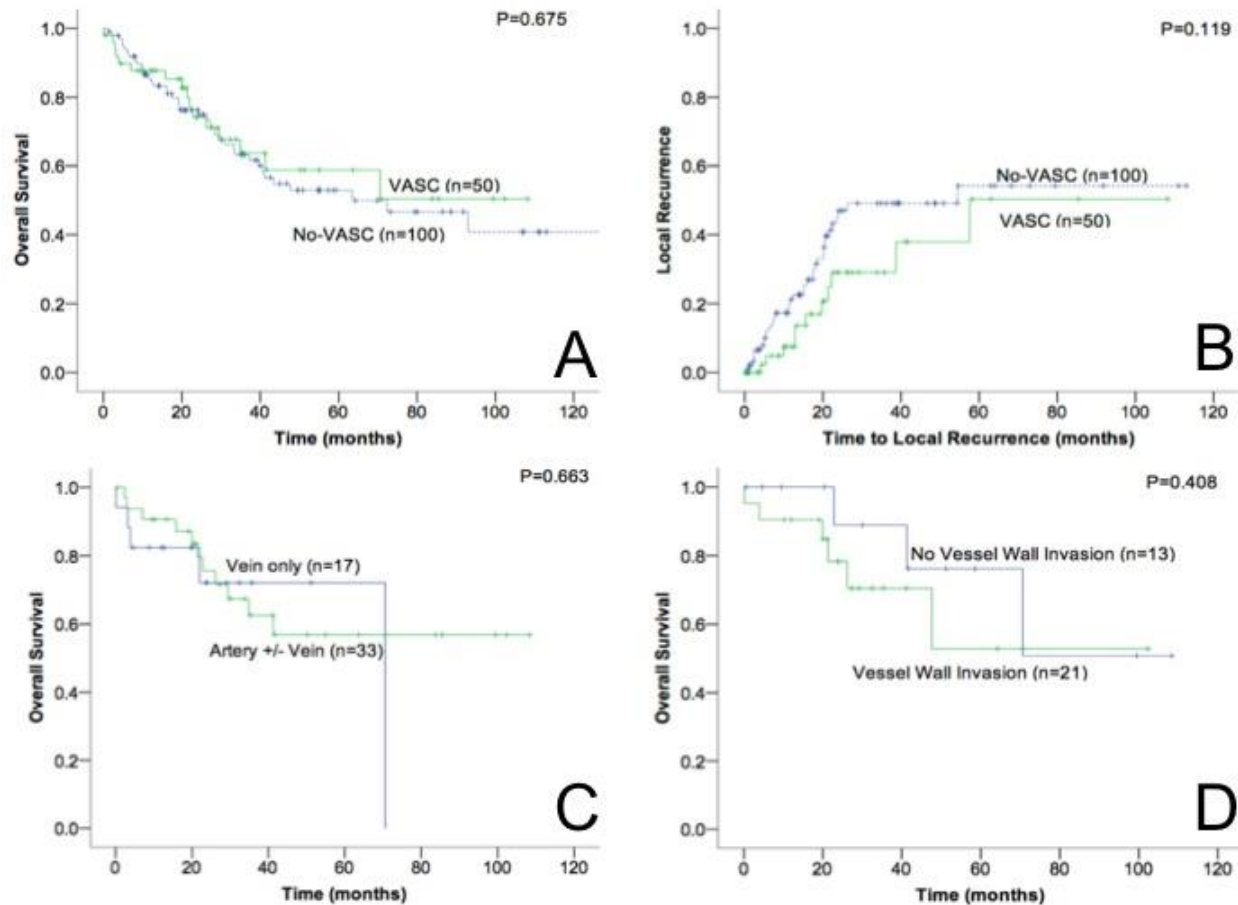 P=0.675
1.0
0.8
0.6
0.4
0.2
0.0
Overall Survival
VASC (n=50)
No-VASC (n=100)
A
0 20 40 60 80 100 120
Time (months)
P=0.119
1.0
0.8
0.6
0.4
0.2
0.0
Local Recurrence
No-VASC (n=100)
VASC (n=50)
B
0 20 40 60 80 100 120
Time to Local Recurrence (months)
P=0.663
1.0
0.8
0.6
0.4
0.2
0.0
Overall Survival
Vein only (n=17)
Artery +/- Vein (n=33)
C
0 20 40 60 80 100 120
Time (months)
P=0.408
1.0
0.8
0.6
0.4
0.2
0.0
Overall Survival
No Vessel Wall Invasion (n=13)
Vessel Wall Invasion (n=21)
D
0 20 40 60 80 100 120
Time (months)